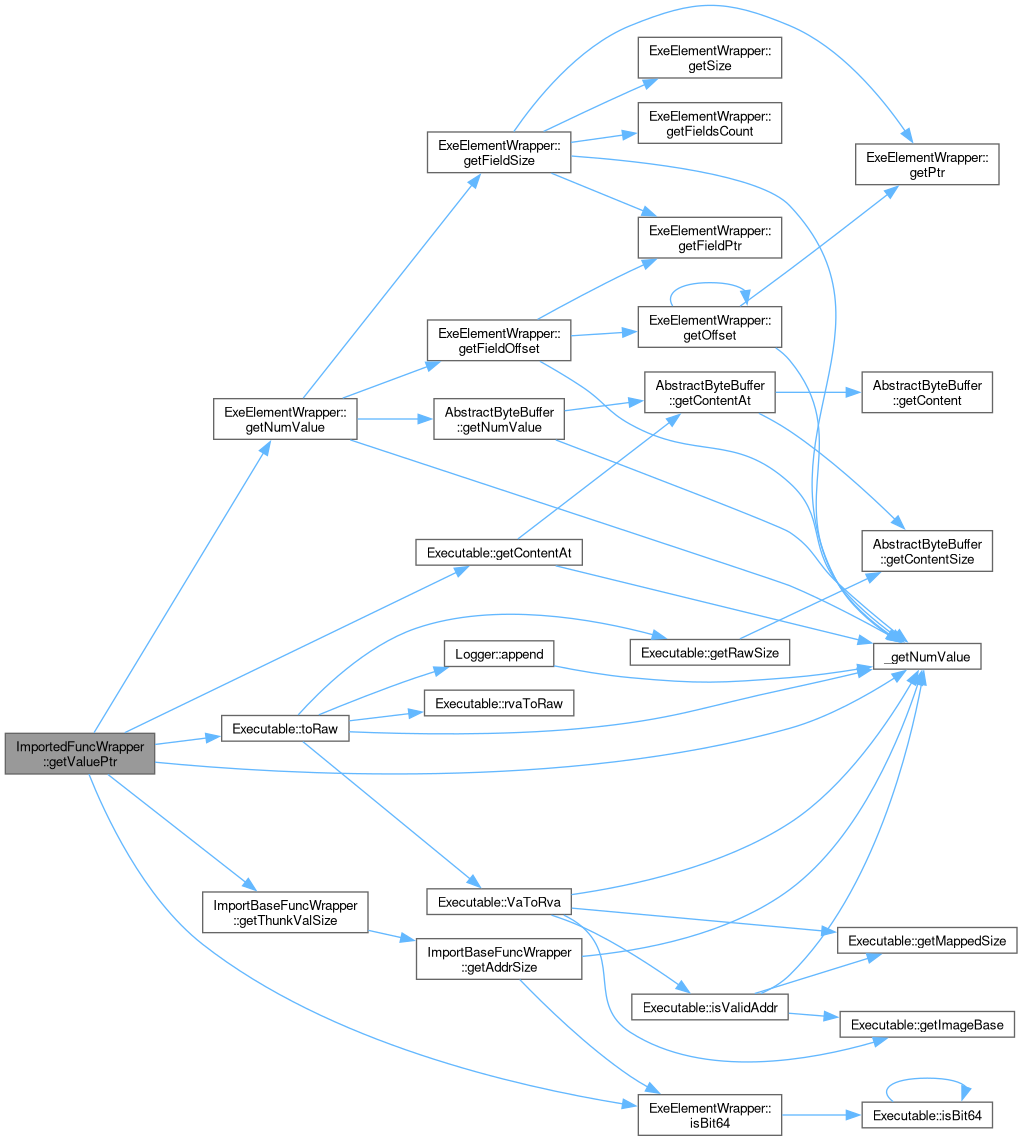 ExeElementWrapper::
getSize
ExeElementWrapper::
getFieldsCount
ExeElementWrapper::
getFieldSize
ExeElementWrapper::
getPtr
ExeElementWrapper::
getFieldPtr
ExeElementWrapper::
getOffset
ExeElementWrapper::
getFieldOffset
AbstractByteBuffer
::getContentAt
AbstractByteBuffer
::getContent
ExeElementWrapper::
getNumValue
AbstractByteBuffer
::getNumValue
Executable::getContentAt
AbstractByteBuffer
::getContentSize
Logger::append
Executable::getRawSize
_getNumValue
Executable::rvaToRaw
Executable::toRaw
ImportedFuncWrapper
::getValuePtr
ImportBaseFuncWrapper
::getThunkValSize
Executable::VaToRva
ImportBaseFuncWrapper
::getAddrSize
Executable::getMappedSize
Executable::isValidAddr
Executable::getImageBase
ExeElementWrapper::
isBit64
Executable::isBit64